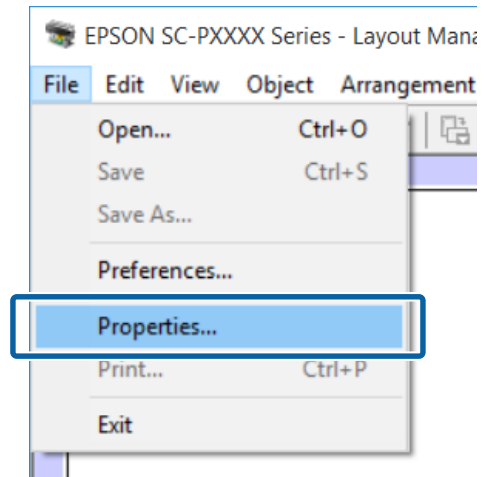 EPSON SC-PXXXX Series - Layout Mana
File Edit View Object Arrangement
Open... Ctrl+O
Save Ctrl+S
Save As...
Preferences...
Properties...
Print... Ctrl+P
Exit